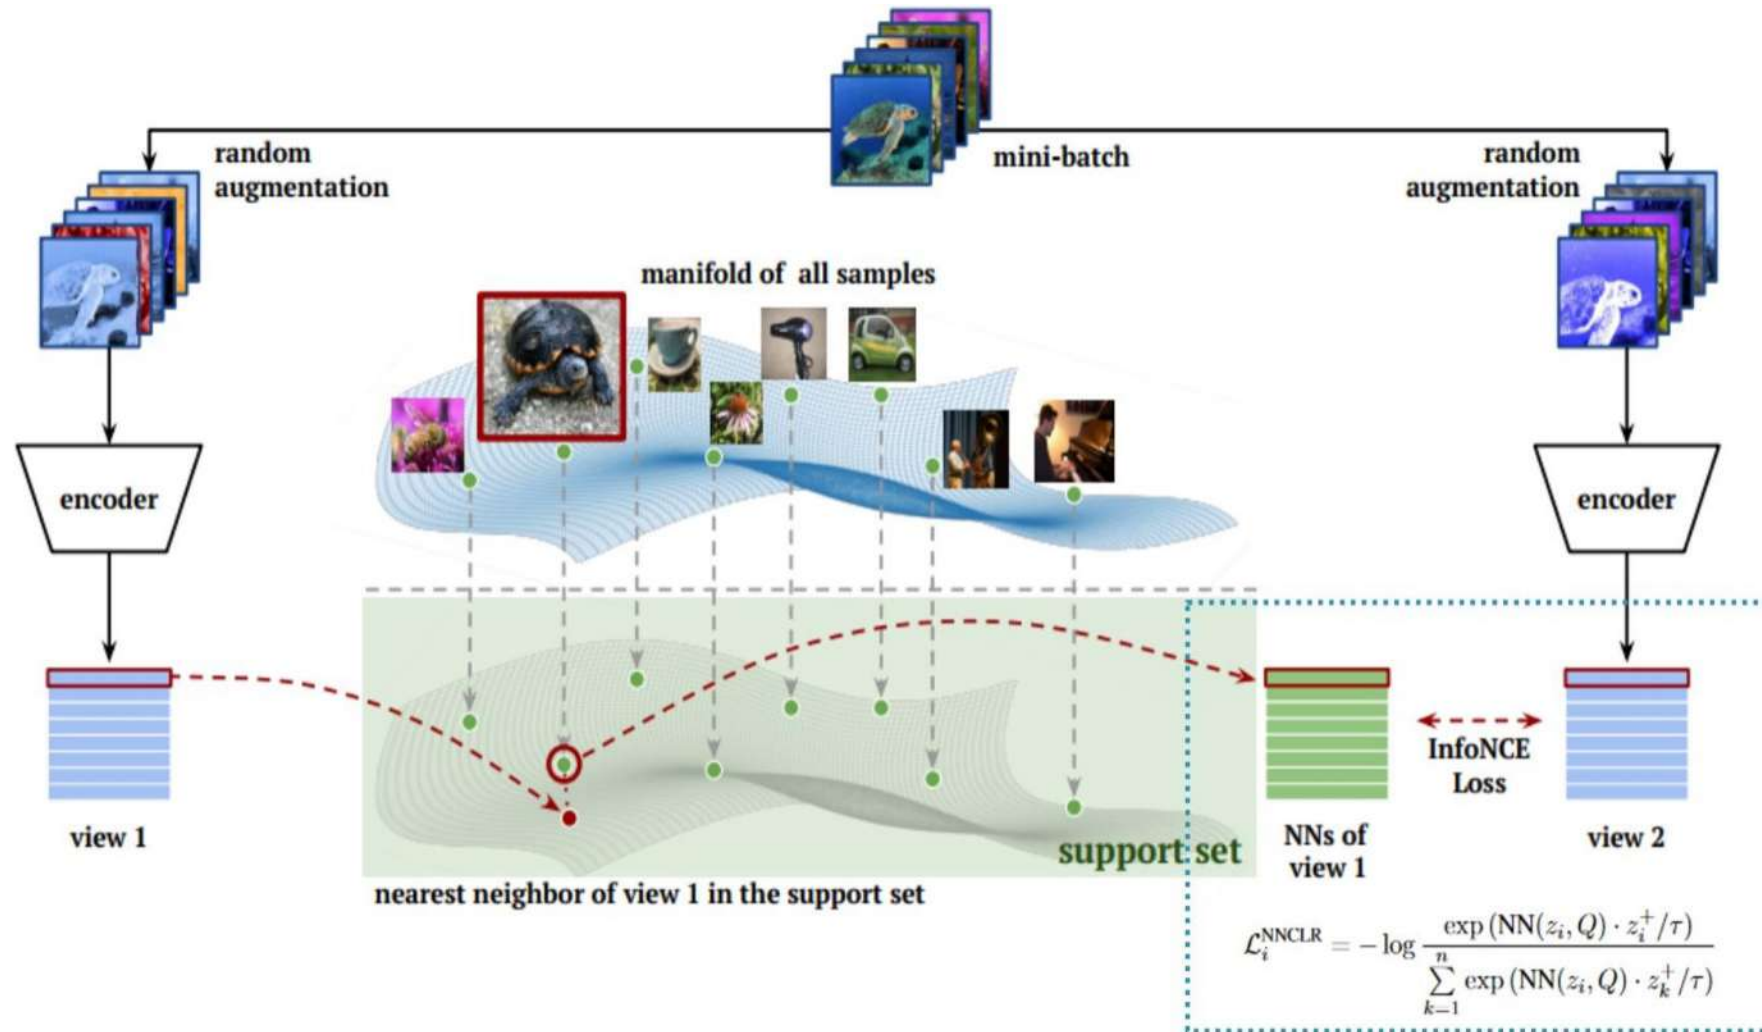 mini-batch
random
augmentation
random
augmentation
manifold of all samples
encoder
encoder
view 1
support set
nearest neighbor of view 1 in the support set
NNs of
view 1
InfoNCE
Loss
view 2
$\mathcal{L}_i^{\text{NNCLR}} = -\log \frac{\exp(\text{NN}(z_i, Q) \cdot z_i^+ / \tau)}{\sum_{k=1}^{n} \exp(\text{NN}(z_i, Q) \cdot z_k^+ / \tau)}$